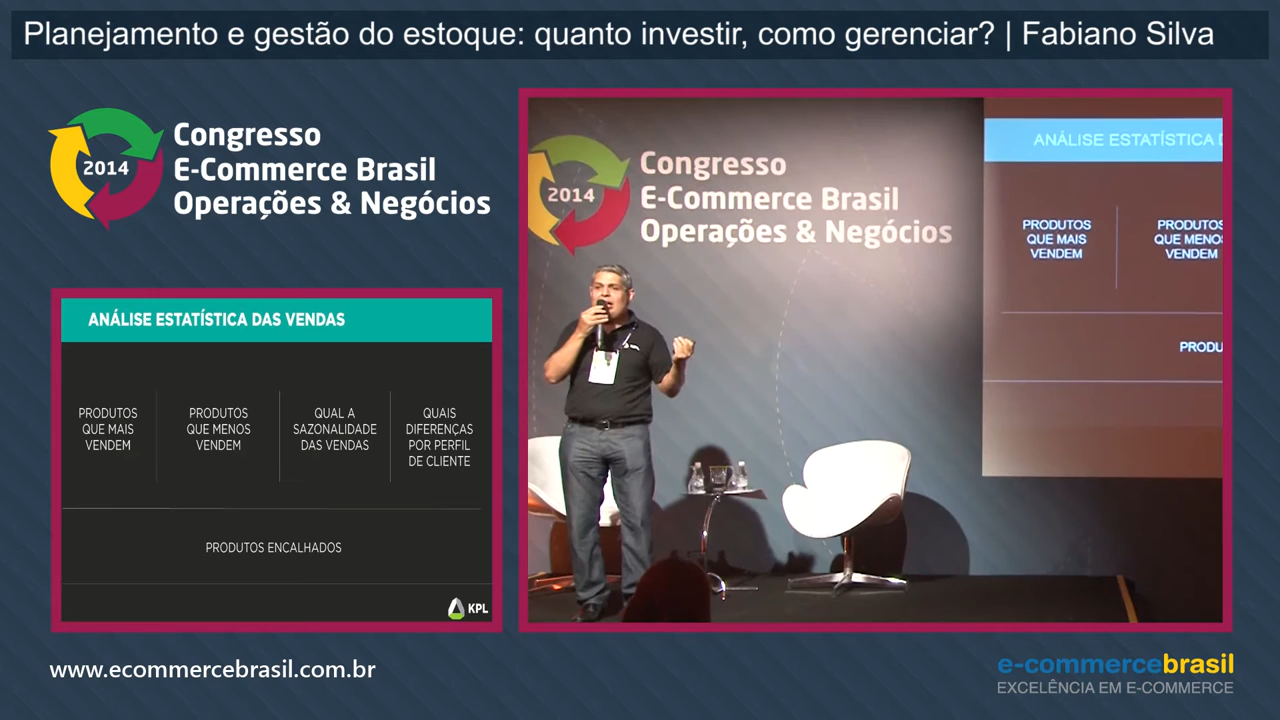 Planejamento e gestão do estoque: quanto investir, como gerenciar? | Fabiano Silva
2014
Congresso
E-Commerce Brasil
Operações & Negócios
ANÁLISE ESTATÍSTICA DAS VENDAS
PRODUTOS
QUE MAIS
VENDEM
PRODUTOS
QUE MENOS
VENDEM
QUAL A
SAZONALIDADE
DAS VENDAS
QUAIS
DIFERENÇAS
POR PERFIL
DE CLIENTE
PRODUTOS ENCALHADOS
KPL
2014
Congresso
E-Commerce Brasil
Operações & Negócios
ANÁLISE ESTATÍSTICA
PRODUTOS
QUE MAIS
VENDEM
PRODUTOS
QUE MENOS
VENDEM
PRODU
www.ecommercebrasil.com.br
e-commercebrasil
EXCELÊNCIA EM E-COMMERCE